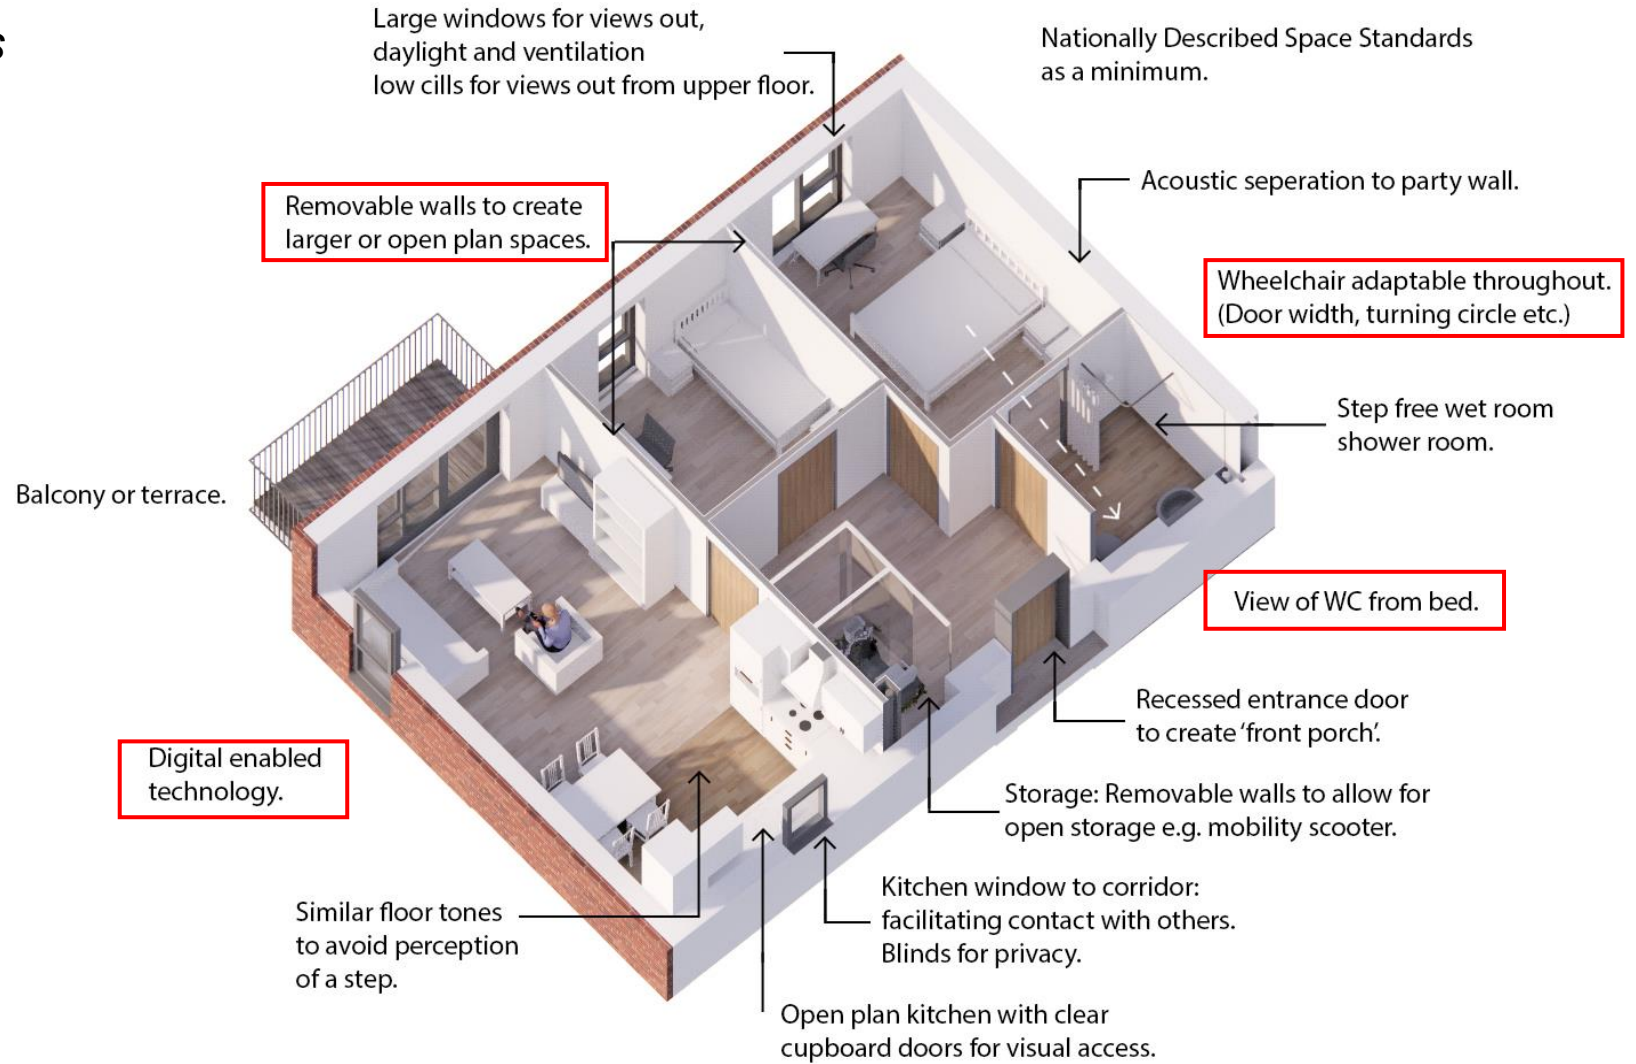 s
Large windows for views out,
daylight and ventilation
low cills for views out from upper floor.
Nationally Described Space Standards
as a minimum.
Removable walls to create
larger or open plan spaces.
Acoustic seperation to party wall.
Wheelchair adaptable throughout.
(Door width, turning circle etc.)
Step free wet room
shower room.
Balcony or terrace.
View of WC from bed.
Recessed entrance door
to create ‘front porch’.
Digital enabled
technology.
Storage: Removable walls to allow for
open storage e.g. mobility scooter.
Kitchen window to corridor:
facilitating contact with others.
Blinds for privacy.
Similar floor tones
to avoid perception
of a step.
Open plan kitchen with clear
cupboard doors for visual access.